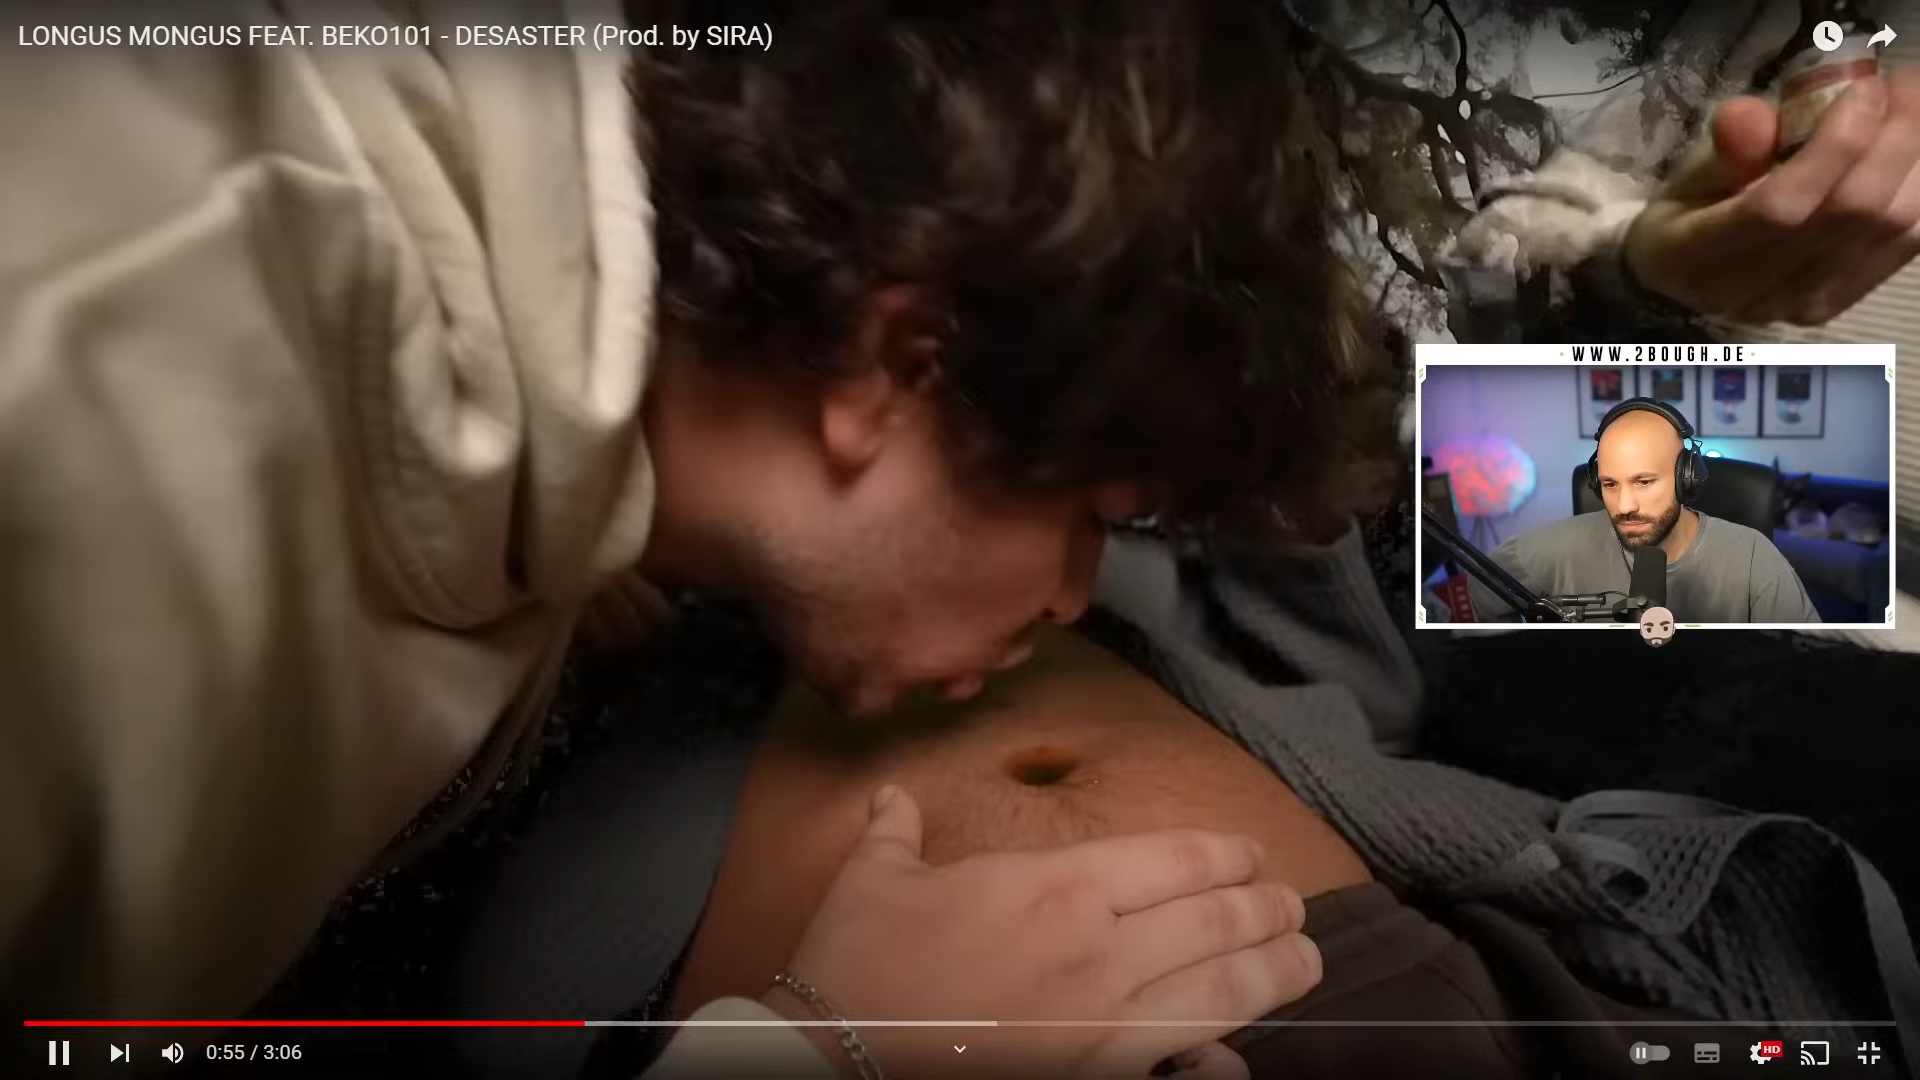 LONGUS MONGUS FEAT. BEKO101 - DESASTER (Prod. by SIRA)
WWW.2BOUGH.DE
0:55 / 3:06
HD